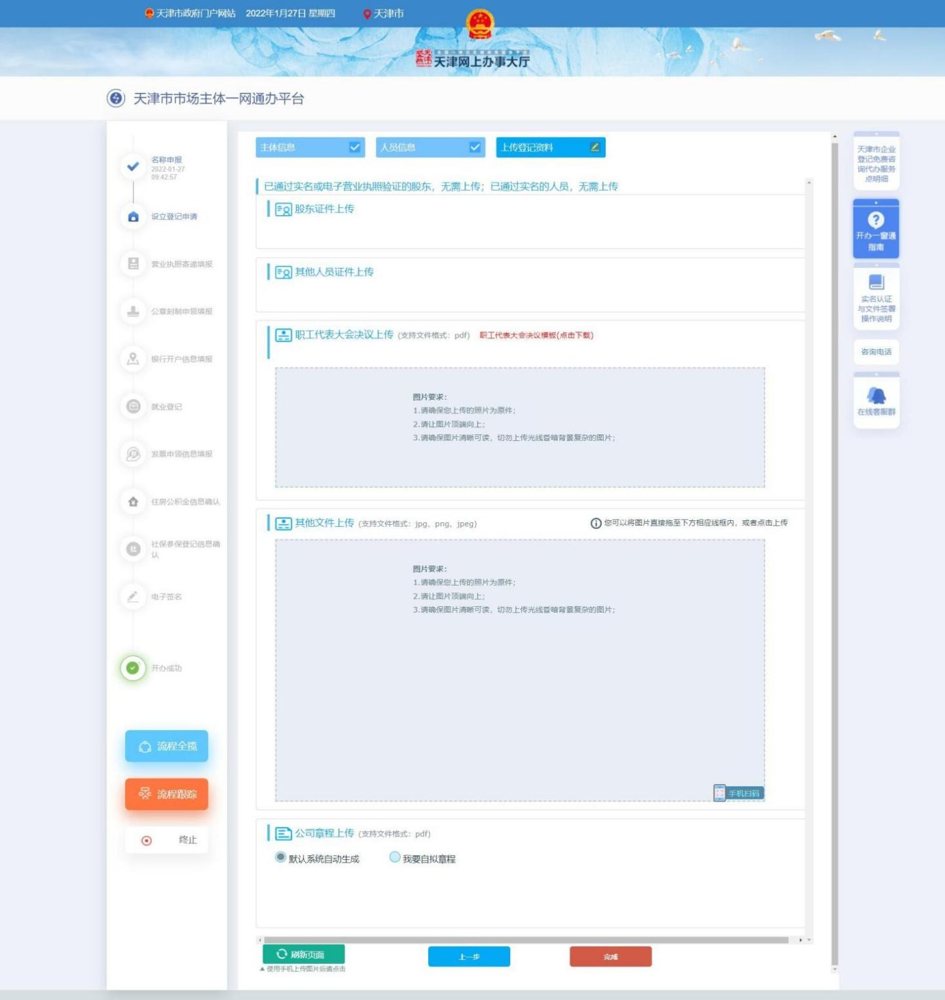 天津市政府门户网站 2022年1月27日 星期四 天津市
天津网上办事大厅
天津市市场主体一网通办平台
名称申报
2022-01-27
09:42:57
设立登记申请
营业执照寄递填报
公章刻制申领填报
银行开户信息填报
就业登记
发票申领信息填报
住房公积金信息确认
社保参保登记信息确
认
电子签名
开办成功
流程全揽
流程跟踪
终止
主体信息
人员信息
上传登记资料
已通过实名或电子营业执照验证的股东，无需上传；已通过实名的人员，无需上传
股东证件上传
其他人员证件上传
职工代表大会决议上传 (支持文件格式：pdf) 职工代表大会决议模板(点击下载)
图片要求：
1.请确保您上传的照片为原件；
2.请让图片顶端向上；
3.请确保图片清晰可读，切勿上传光线昏暗背景复杂的图片；
其他文件上传 (支持文件格式：jpg、png、jpeg) 您可以将图片直接拖至下方相应线框内，或者点击上传
图片要求：
1.请确保您上传的照片为原件；
2.请让图片顶端向上；
3.请确保图片清晰可读，切勿上传光线昏暗背景复杂的图片；
手机扫码
公司章程上传 (支持文件格式：pdf)
默认系统自动生成 我要自拟章程
刷新页面
▲ 使用手机上传图片后请点击
上一步
完成
天津市企业
登记免费咨
询代办服务
点明细
开办一窗通
指南
实名认证
与文件签署
操作说明
咨询电话
在线客服群